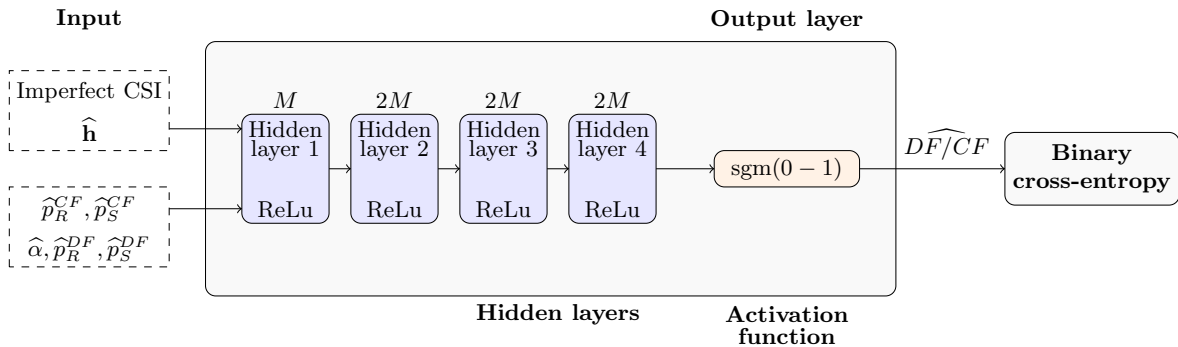 Input
Output layer
Imperfect CSI
ĥ
p̂_R^{CF}, p̂_S^{CF}
α̂, p̂_R^{DF}, p̂_S^{DF}
M
Hidden
layer 1
ReLu
2M
Hidden
layer 2
ReLu
2M
Hidden
layer 3
ReLu
2M
Hidden
layer 4
ReLu
sgm(0 − 1)
\widehat{DF/CF}
Binary
cross-entropy
Hidden layers
Activation
function